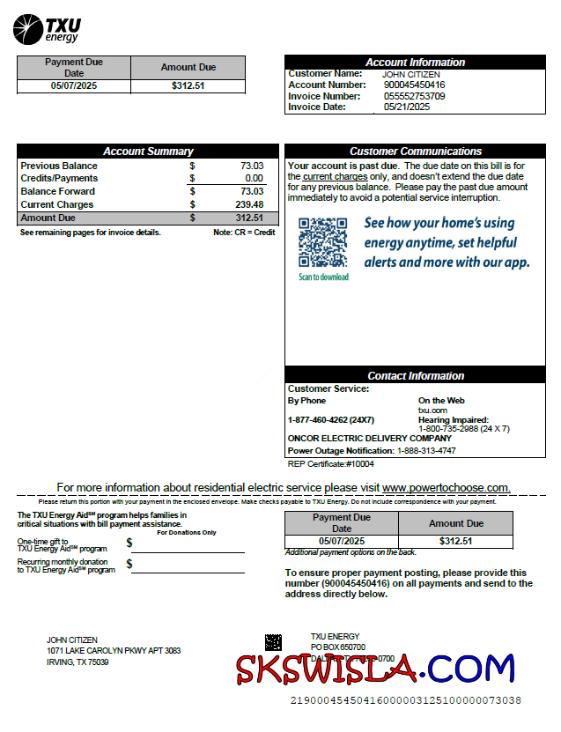 TXU
energy
Payment Due Date Amount Due
05/07/2025 $312.51
Account Information
Customer Name: JOHN CITIZEN
Account Number: 900045450416
Invoice Number: 055552753709
Invoice Date: 05/21/2025
Account Summary
Previous Balance $ 73.03
Credits/Payments $ 0.00
Balance Forward $ 73.03
Current Charges $ 239.48
Amount Due $ 312.51
See remaining pages for invoice details. Note: CR = Credit
Customer Communications
Your account is past due. The due date on this bill is for
the current charges only, and doesn't extend the due date
for any previous balance. Please pay the past due amount
immediately to avoid a potential service interruption.
See how your home's using
energy anytime, set helpful
alerts and more with our app.
Scan to download
Contact Information
Customer Service:
By Phone On the Web
txu.com
1-877-460-4262 (24X7) Hearing Impaired:
1-800-735-2988 (24 X 7)
ONCOR ELECTRIC DELIVERY COMPANY
Power Outage Notification: 1-888-313-4747
REP Certificate:#10004
For more information about residential electric service please visit www.powertochoose.com.
Please return this portion with your payment in the enclosed envelope. Make checks payable to TXU Energy. Do not include correspondence with your payment.
The TXU Energy Aid℠ program helps families in
critical situations with bill payment assistance.
For Donations Only
One-time gift to
TXU Energy Aid℠ program $
Recurring monthly donation
to TXU Energy Aid℠ program $
Payment Due Date Amount Due
05/07/2025 $312.51
Additional payment options on the back.
To ensure proper payment posting, please provide this
number (900045450416) on all payments and send to the
address directly below.
JOHN CITIZEN
1071 LAKE CAROLYN PKWY APT 3083
IRVING, TX 75039
TXU ENERGY
PO BOX 650700
SKSWISLA.COM
2190004545041600000312510000007 3038